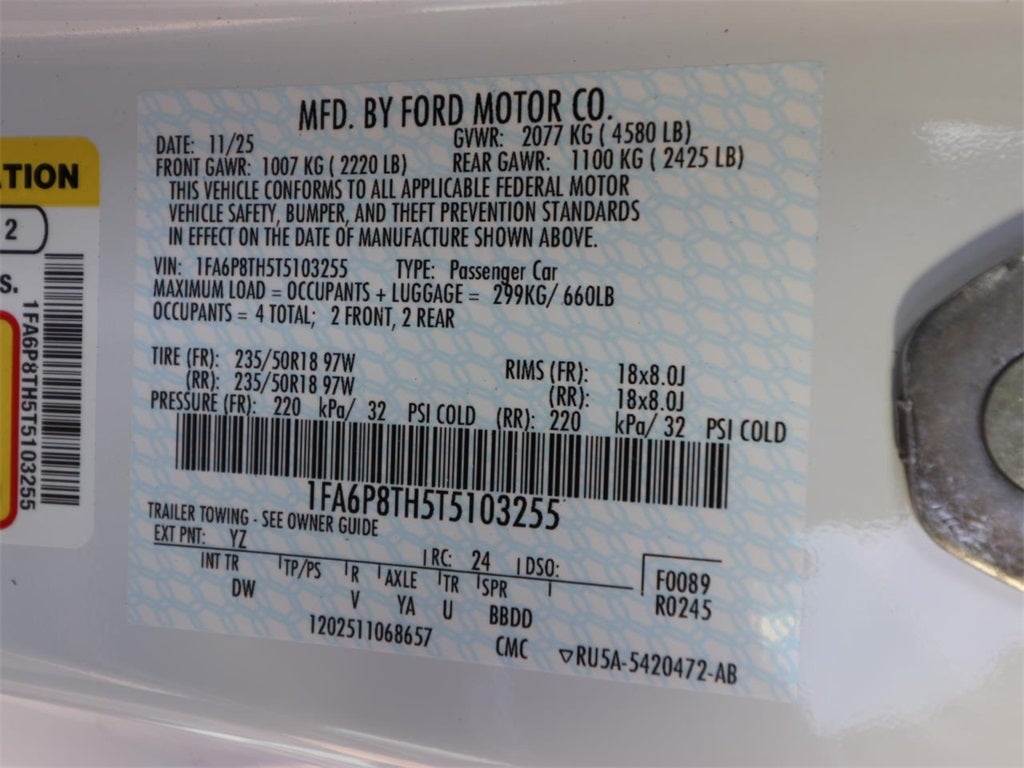 MFD. BY FORD MOTOR CO.
DATE: 11/25 GVWR: 2077 KG ( 4580 LB)
FRONT GAWR: 1007 KG ( 2220 LB) REAR GAWR: 1100 KG ( 2425 LB)
THIS VEHICLE CONFORMS TO ALL APPLICABLE FEDERAL MOTOR
VEHICLE SAFETY, BUMPER, AND THEFT PREVENTION STANDARDS
IN EFFECT ON THE DATE OF MANUFACTURE SHOWN ABOVE.
VIN: 1FA6P8TH5T5103255 TYPE: Passenger Car
MAXIMUM LOAD = OCCUPANTS + LUGGAGE = 299KG/ 660LB
OCCUPANTS = 4 TOTAL; 2 FRONT, 2 REAR
TIRE (FR): 235/50R18 97W RIMS (FR): 18x8.0J
(RR): 235/50R18 97W (RR): 18x8.0J
PRESSURE (FR): 220 kPa/ 32 PSI COLD (RR): 220 kPa/ 32 PSI COLD
1FA6P8TH5T5103255
TRAILER TOWING - SEE OWNER GUIDE
EXT PNT: YZ RC: 24 DSO:
INT TR TP/PS R AXLE TR SPR F0089
DW V YA U BBDD R0245
1202511068657 CMC ▽RU5A-5420472-AB
TION
2
S.
1FA6P8TH5T5103255